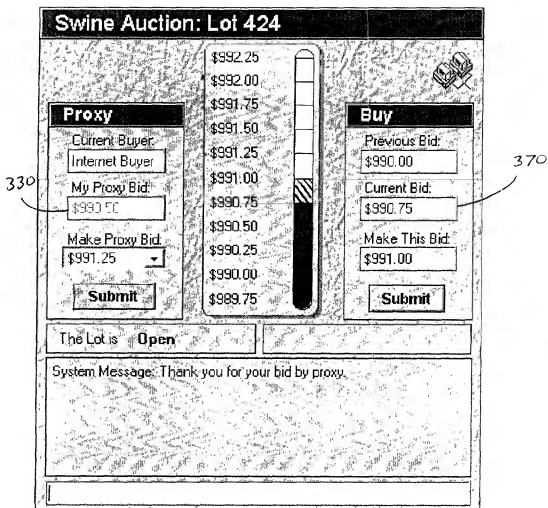 Swine Auction: Lot 424
$992.25
$992.00
$991.75
$991.50
$991.25
$991.00
$990.75
$990.50
$990.25
$990.00
$989.75
Proxy
Current Buyer:
Internet Buyer
My Proxy Bid:
$990.50
Make Proxy Bid:
$991.25
Submit
330
Buy
Previous Bid:
$990.00
Current Bid:
$990.75
Make This Bid:
$991.00
Submit
370
The Lot is Open
System Message: Thank you for your bid by proxy.